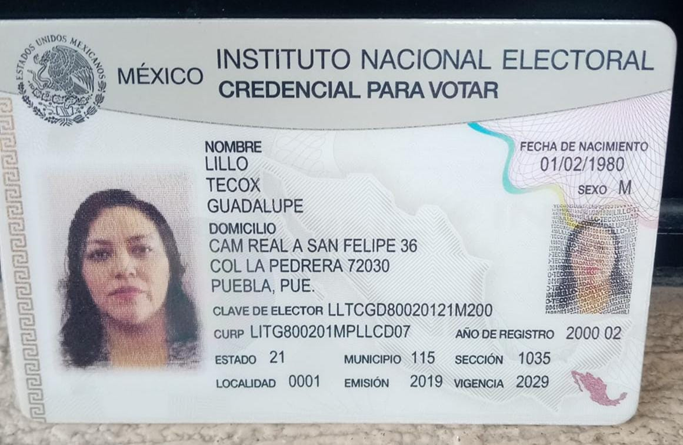 ESTADOS UNIDOS MEXICANOS
MÉXICO
INSTITUTO NACIONAL ELECTORAL
CREDENCIAL PARA VOTAR
NOMBRE
LILLO
TECOX
GUADALUPE
DOMICILIO
CAM REAL A SAN FELIPE 36
COL LA PEDRERA 72030
PUEBLA, PUE.
FECHA DE NACIMIENTO
01/02/1980
SEXO M
CLAVE DE ELECTOR LLTCGD80020121M200
CURP LITG800201MPLLCD07 AÑO DE REGISTRO 2000 02
ESTADO 21 MUNICIPIO 115 SECCIÓN 1035
LOCALIDAD 0001 EMISIÓN 2019 VIGENCIA 2029